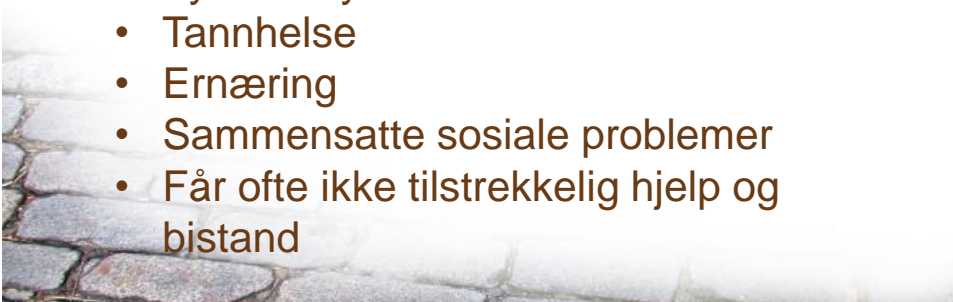 • Tannhelse
• Ernæring
• Sammensatte sosiale problemer
• Får ofte ikke tilstrekkelig hjelp og
bistand